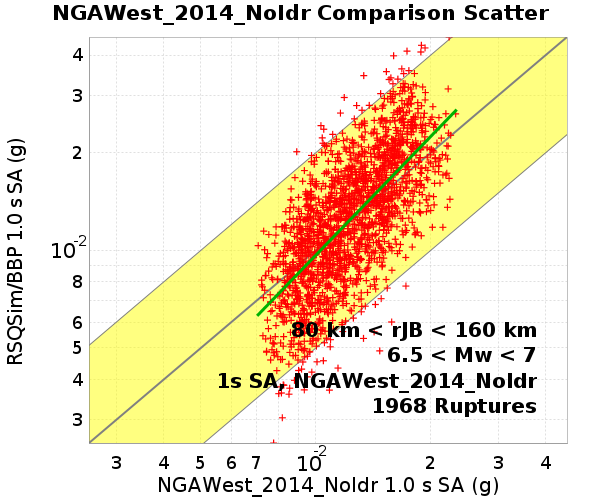 NGAWest_2014_NoIdr Comparison Scatter
RSQSim/BBP 1.0 s SA (g)
4
3
2
10-2
8
6
5
4
3
80 km < rJB < 160 km
6.5 < Mw < 7
1s SA, NGAWest_2014_NoIdr
1968 Ruptures
3 4 5 6 7 10-2 2 3 4
NGAWest_2014_NoIdr 1.0 s SA (g)